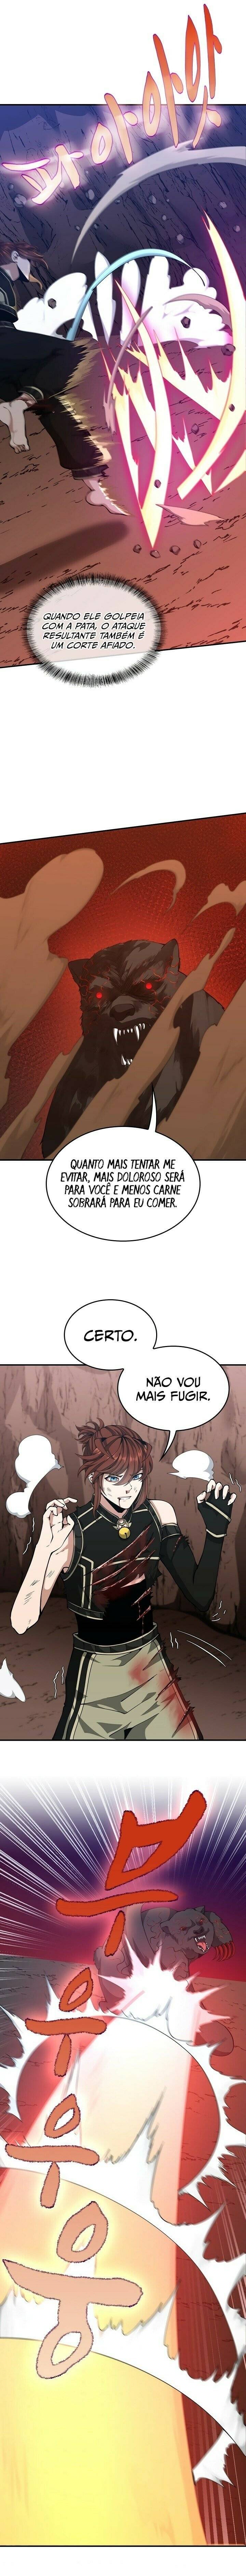 파아아앗
QUANDO ELE GOLPEIA
COM A PATA, O ATAQUE
RESULTANTE TAMBÉM É
UM CORTE AFIADO.
QUANTO MAIS TENTAR ME
EVITAR, MAIS DOLOROSO SERÁ
PARA VOCÊ E MENOS CARNE
SOBRARÁ PARA EU COMER.
CERTO.
NÃO VOU
MAIS FUGIR.
후
우
우
웅